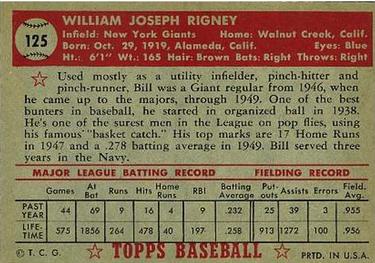 125
WILLIAM JOSEPH RIGNEY
Infield: New York Giants Home: Walnut Creek, Calif.
Born: Oct. 29, 1919, Alameda, Calif. Eyes: Blue
Ht.: 6'1" Wt.: 165 Hair: Brown Bats: Right Throws: Right
Used mostly as a utility infielder, pinch-hitter and
pinch-runner, Bill was a Giant regular from 1946, when
he came up to the majors, through 1949. One of the best
bunters in baseball, he started in organized ball in 1938.
He's one of the surest men in the League on pop flies, using
his famous "basket catch." His top marks are 17 Home Runs
in 1947 and a .278 batting average in 1949. Bill served three
years in the Navy.
MAJOR LEAGUE BATTING RECORD FIELDING RECORD
Games At Bat Runs Hits Home Runs RBI Batting Average Put-outs Assists Errors Field. Avg.
PAST YEAR 44 69 9 16 4 9 .232 25 39 3 .955
LIFE-TIME 575 1856 264 478 40 197 .258 913 1272 100 .956
© T. C. G. TOPPS BASEBALL PRTD. IN U.S.A.